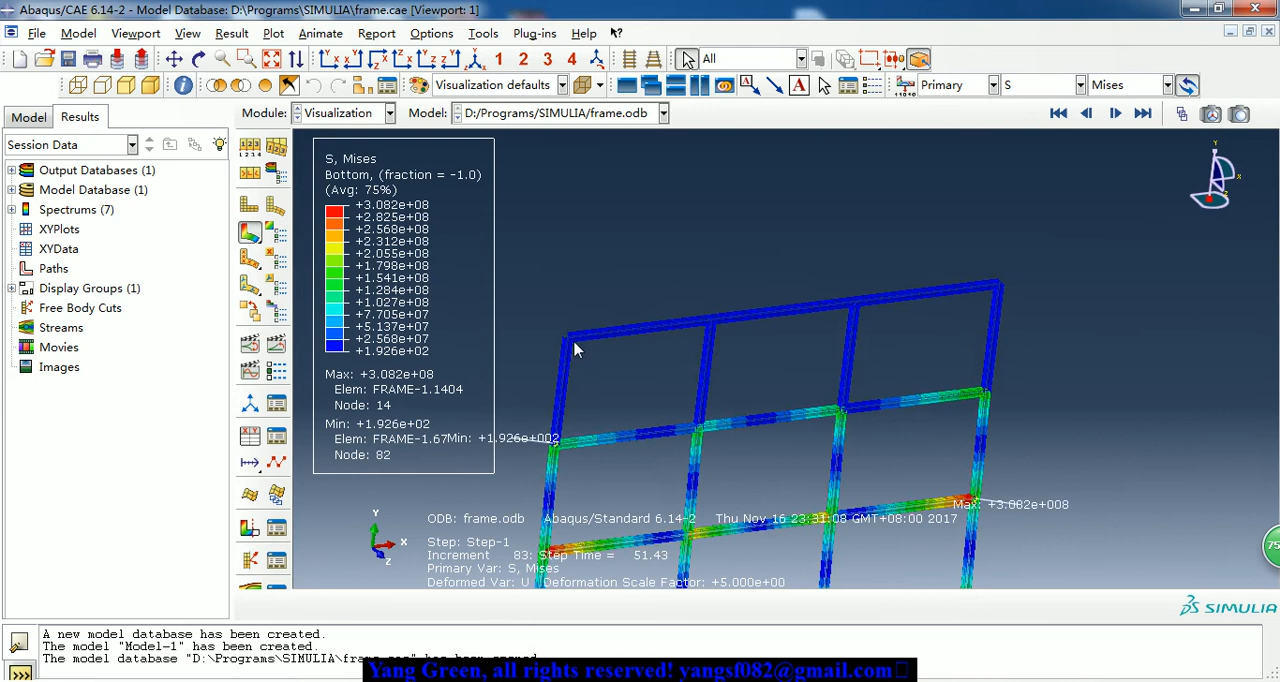 Abaqus/CAE 6.14-2 - Model Database: D:\Programs\SIMULIA\frame.cae [Viewport: 1]
File Model Viewport View Result Plot Animate Report Options Tools Plug-ins Help
1 2 3 4 All
Visualization defaults A A Primary S Mises
Model Results Module: Visualization Model: D:/Programs/SIMULIA/frame.odb
Session Data
Output Databases (1)
Model Database (1)
Spectrums (7)
XYPlots
XYData
Paths
Display Groups (1)
Free Body Cuts
Streams
Movies
Images
S, Mises
Bottom, (fraction = -1.0)
(Avg: 75%)
+3.082e+08
+2.825e+08
+2.568e+08
+2.312e+08
+2.055e+08
+1.798e+08
+1.541e+08
+1.284e+08
+1.027e+08
+7.705e+07
+5.137e+07
+2.568e+07
+1.926e+02
Max: +3.082e+08
Elem: FRAME-1.1404
Node: 14
Min: +1.926e+02
Elem: FRAME-1.67
Node: 82
Min: +1.926e+002
Max: +3.082e+008
Y
X
Z
Y
X
Z
ODB: frame.odb Abaqus/Standard 6.14-2 Thu Nov 16 23:31:08 GMT+08:00 2017
Step: Step-1
Increment 83: Step Time = 51.43
Primary Var: S, Mises
Deformed Var: U Deformation Scale Factor: +5.000e+00
75
SIMULIA
A new model database has been created.
The model "Model-1" has been created.
The model database "D:\Programs\SIMULIA\frame.cae" has been opened.
>>>
Yang Green, all rights reserved! yangsf082@gmail.com